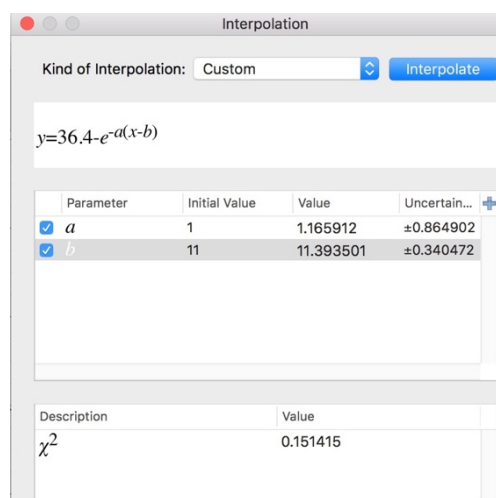 Interpolation
Kind of Interpolation: Custom Interpolate
y=36.4-e^-a(x-b)
Parameter Initial Value Value Uncertain...
a 1 1.165912 ±0.864902
b 11 11.393501 ±0.340472
Description Value
χ² 0.151415